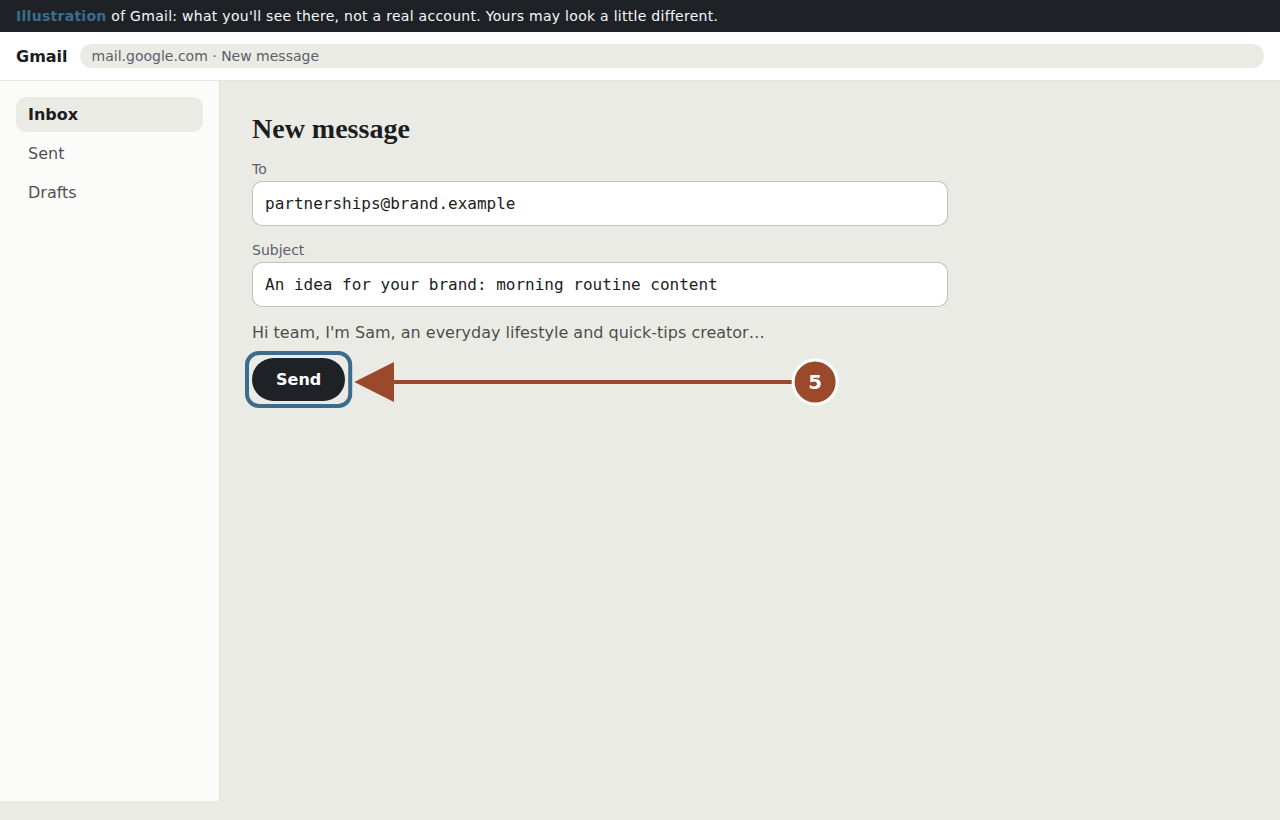 Illustration of Gmail: what you'll see there, not a real account. Yours may look a little different.
Gmail
mail.google.com · New message
Inbox
Sent
Drafts
New message
To
partnerships@brand.example
Subject
An idea for your brand: morning routine content
Hi team, I'm Sam, an everyday lifestyle and quick-tips creator…
Send
5